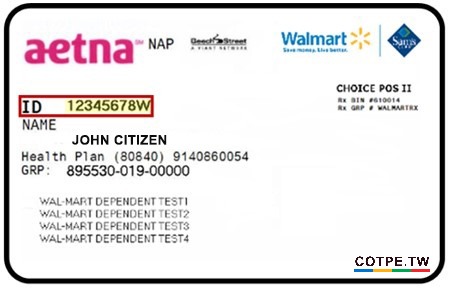 aetna NAP Beech Street Walmart Sam's
A VIANT NETWORK Save money. Live better.
CHOICE POS II
Rx BIN #610014
Rx GRP # WALMARTRX
ID 12345678W
NAME
JOHN CITIZEN
Health Plan (80840) 9140860054
GRP: 895530-019-00000
WAL-MART DEPENDENT TEST1
WAL-MART DEPENDENT TEST2
WAL-MART DEPENDENT TEST3
WAL-MART DEPENDENT TEST4
COTPE.TW